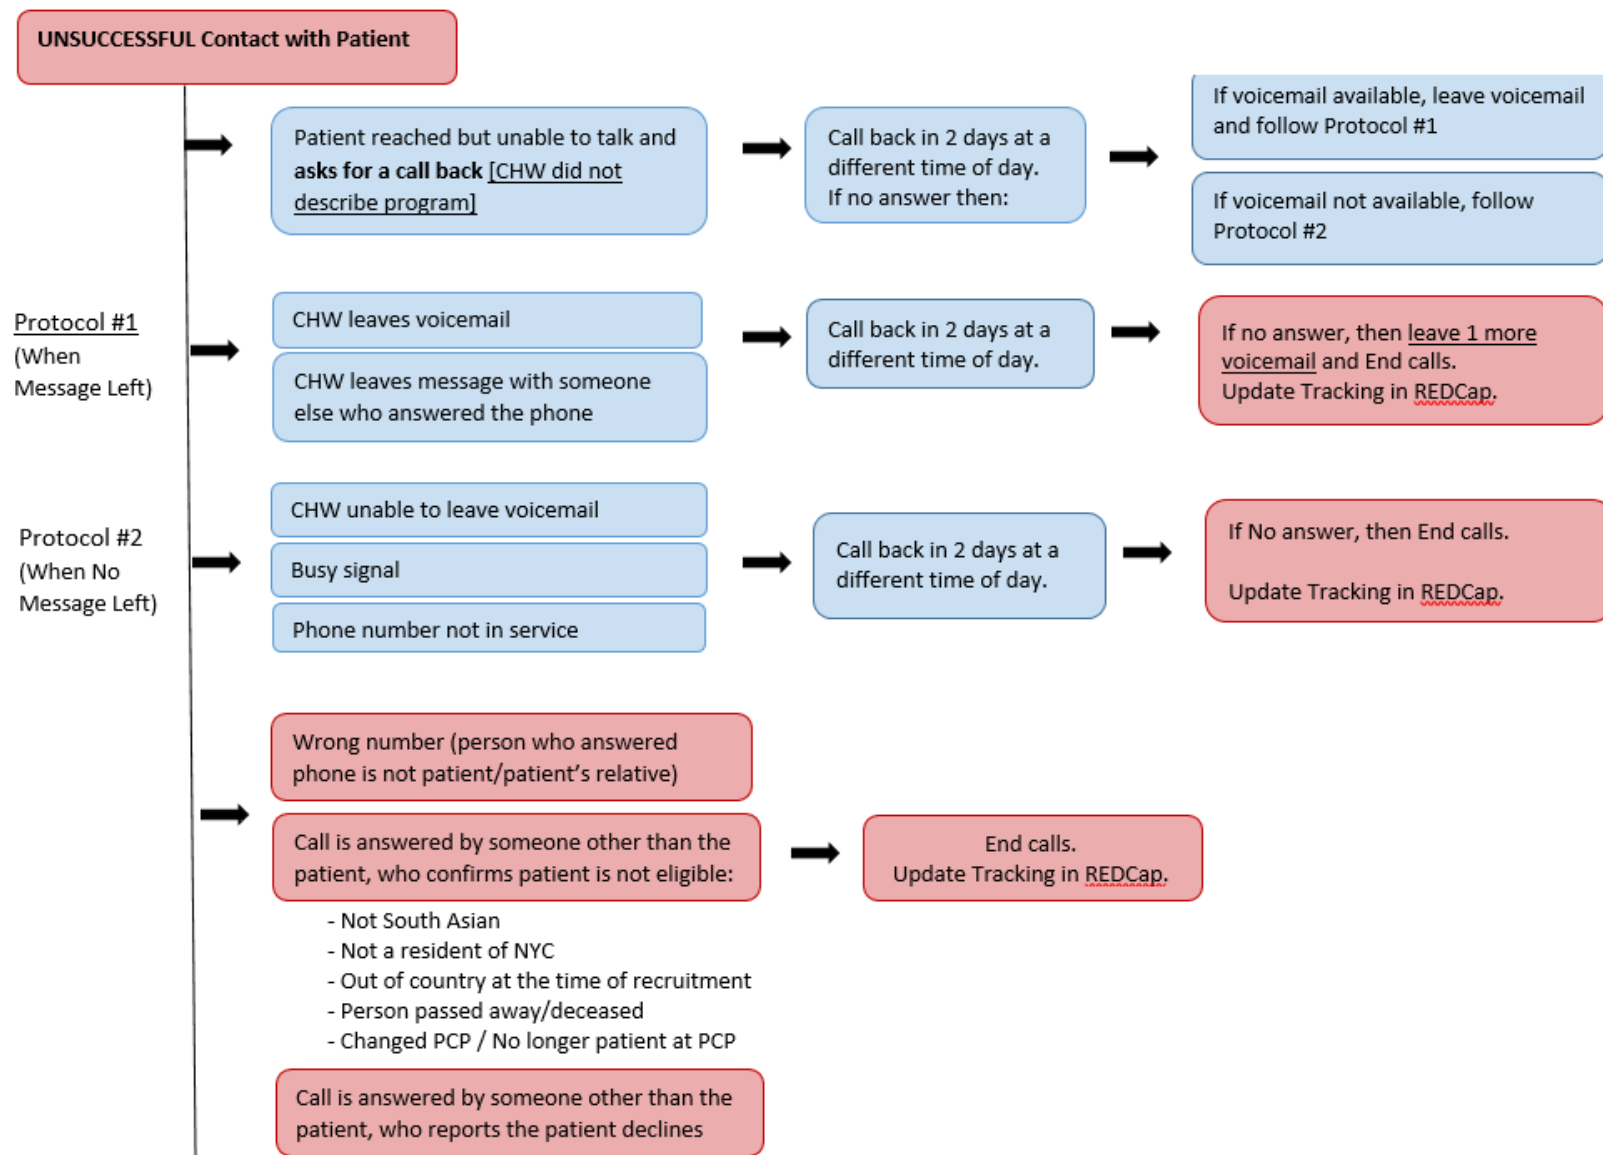 UNSUCCESSFUL Contact with Patient
Patient reached but unable to talk and
asks for a call back [CHW did not
describe program]
Call back in 2 days at a
different time of day.
If no answer then:
If voicemail available, leave voicemail
and follow Protocol #1
If voicemail not available, follow
Protocol #2
Protocol #1
(When
Message Left)
CHW leaves voicemail
CHW leaves message with someone
else who answered the phone
Call back in 2 days at a
different time of day.
If no answer, then leave 1 more
voicemail and End calls.
Update Tracking in REDCap.
Protocol #2
(When No
Message Left)
CHW unable to leave voicemail
Busy signal
Phone number not in service
Call back in 2 days at a
different time of day.
If No answer, then End calls.
Update Tracking in REDCap.
Wrong number (person who answered
phone is not patient/patient's relative)
Call is answered by someone other than the
patient, who confirms patient is not eligible:
- Not South Asian
- Not a resident of NYC
- Out of country at the time of recruitment
- Person passed away/deceased
- Changed PCP / No longer patient at PCP
Call is answered by someone other than the
patient, who reports the patient declines
End calls.
Update Tracking in REDCap.